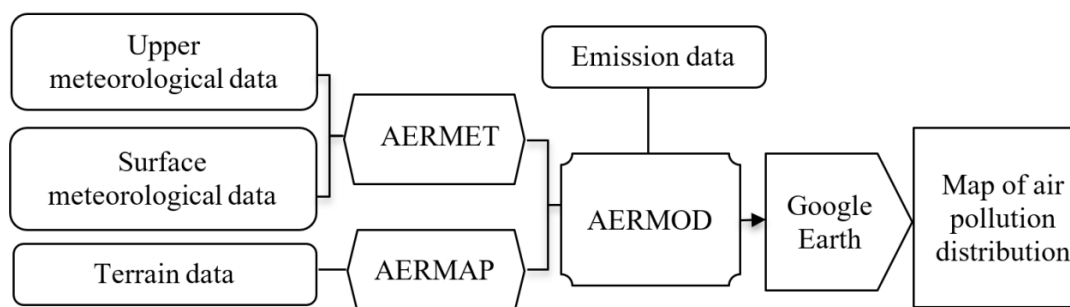 Upper
meteorological data
Surface
meteorological data
Terrain data
AERMET
AERMAP
Emission data
AERMOD
Google
Earth
Map of air
pollution
distribution